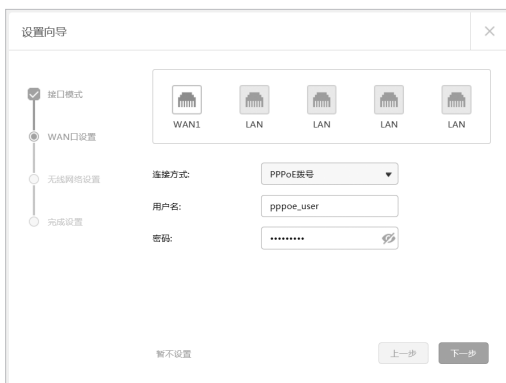 设置向导
接口模式
WAN口设置
无线网络设置
完成设置
WAN1 LAN LAN LAN LAN
连接方式: PPPoE拨号
用户名: pppoe_user
密码: •••••••••
暂不设置 上一步 下一步